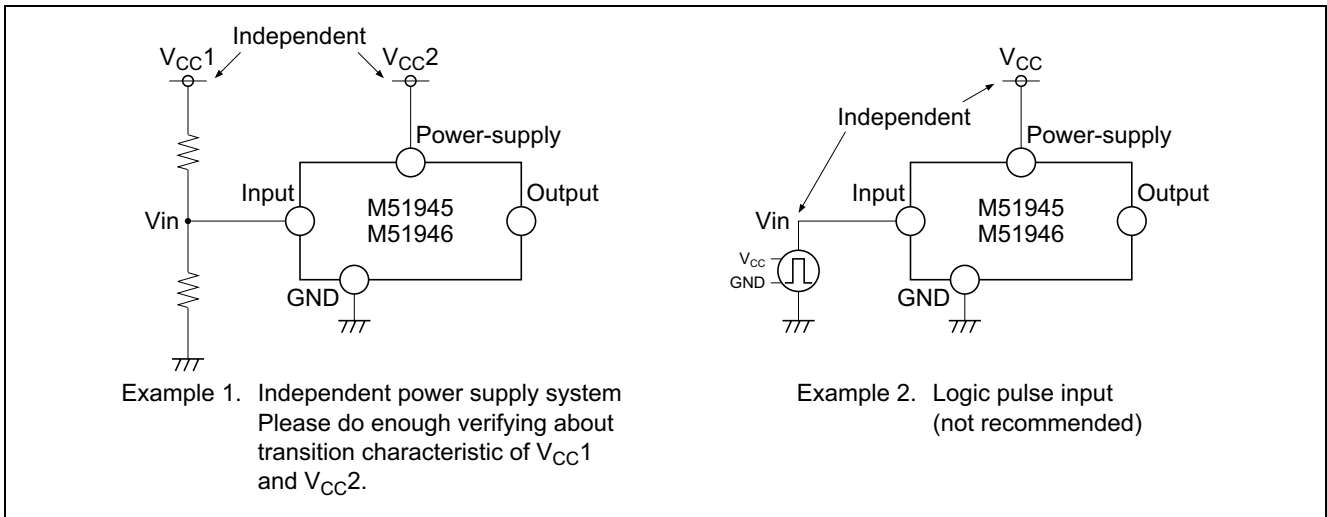 Independent
VCC1
VCC2
Power-supply
Input
Output
M51945
M51946
Vin
GND
Example 1. Independent power supply system
Please do enough verifying about
transition characteristic of VCC1
and VCC2.
VCC
Independent
Power-supply
Input
Output
M51945
M51946
Vin
VCC
GND
GND
Example 2. Logic pulse input
(not recommended)